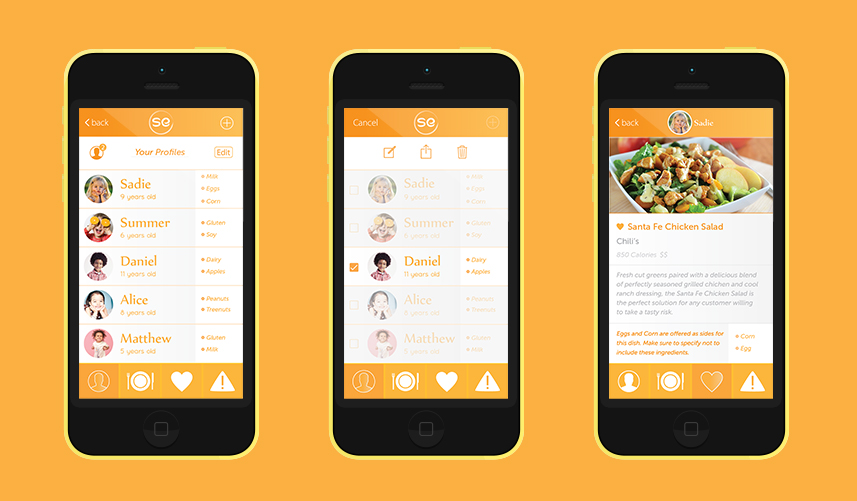 back
se
2
Your Profiles
Edit
Sadie
9 years old
Milk
Eggs
Corn
Summer
6 years old
Gluten
Soy
Daniel
11 years old
Dairy
Apples
Alice
8 years old
Peanuts
Treenuts
Matthew
5 years old
Gluten
Milk
Cancel
se
Sadie
9 years old
Milk
Eggs
Corn
Summer
6 years old
Gluten
Soy
Daniel
11 years old
Dairy
Apples
Alice
8 years old
Peanuts
Treenuts
Matthew
5 years old
Gluten
Milk
back
Sadie
Santa Fe Chicken Salad
Chili's
850 Calories $$
Fresh cut greens paired with a delicious blend
of perfectly seasoned grilled chichen and cool
ranch dressing, the Santa Fe Chicken Salad is
the perfect solution for any customer willing
to take a tasty risk.
Eggs and Corn are offered as sides for
this dish. Make sure to specify not to
include these ingredients.
Corn
Egg